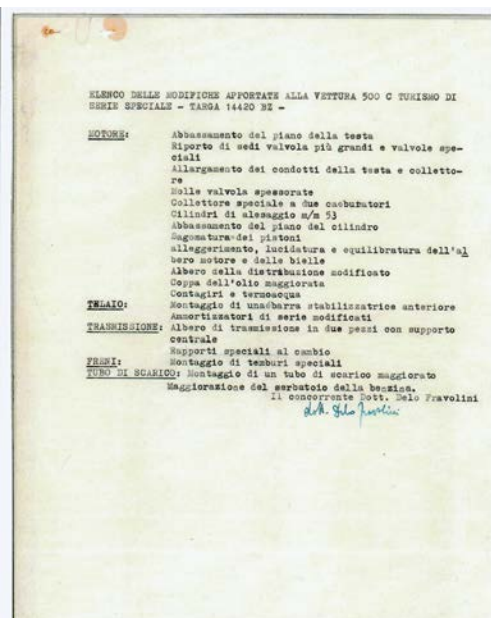 ELENCO DELLE MODIFICHE APPORTATE ALLA VETTURA 500 C TURISMO DI
SERIE SPECIALE - TARGA 14420 BZ -
MOTORE: Abbassamento del piano della testa
Riporto di sedi valvola più grandi e valvole spe-
ciali
Allargamento dei condotti della testa e colletto-
re
Molle valvola spessorate
Collettore speciale a due caeburatori
Cilindri di alesaggio m/m 53
Abbassamento del piano del cilindro
Sagomatura dei pistoni
alleggerimento, lucidatura e equilibratura dell'al
bero motore e delle bielle
Albero della distribuzione modificato
Coppa dell'olio maggiorata
Contagiri e termoacqua
TELAIO: Montaggio di una barra stabilizzatrice anteriore
Ammortizzatori di serie modificati
TRASMISSIONE: Albero di trasmissione in due pezzi con supporto
centrale
Rapporti speciali al cambio
FRENI: Montaggio di temburi speciali
TUBO DI SCARICO: Montaggio di un tubo di scarico maggiorato
Maggiorazione del serbatoio della benzina.
Il concorrente Dott. Delo Fravolini
dott. Delo Fravolini